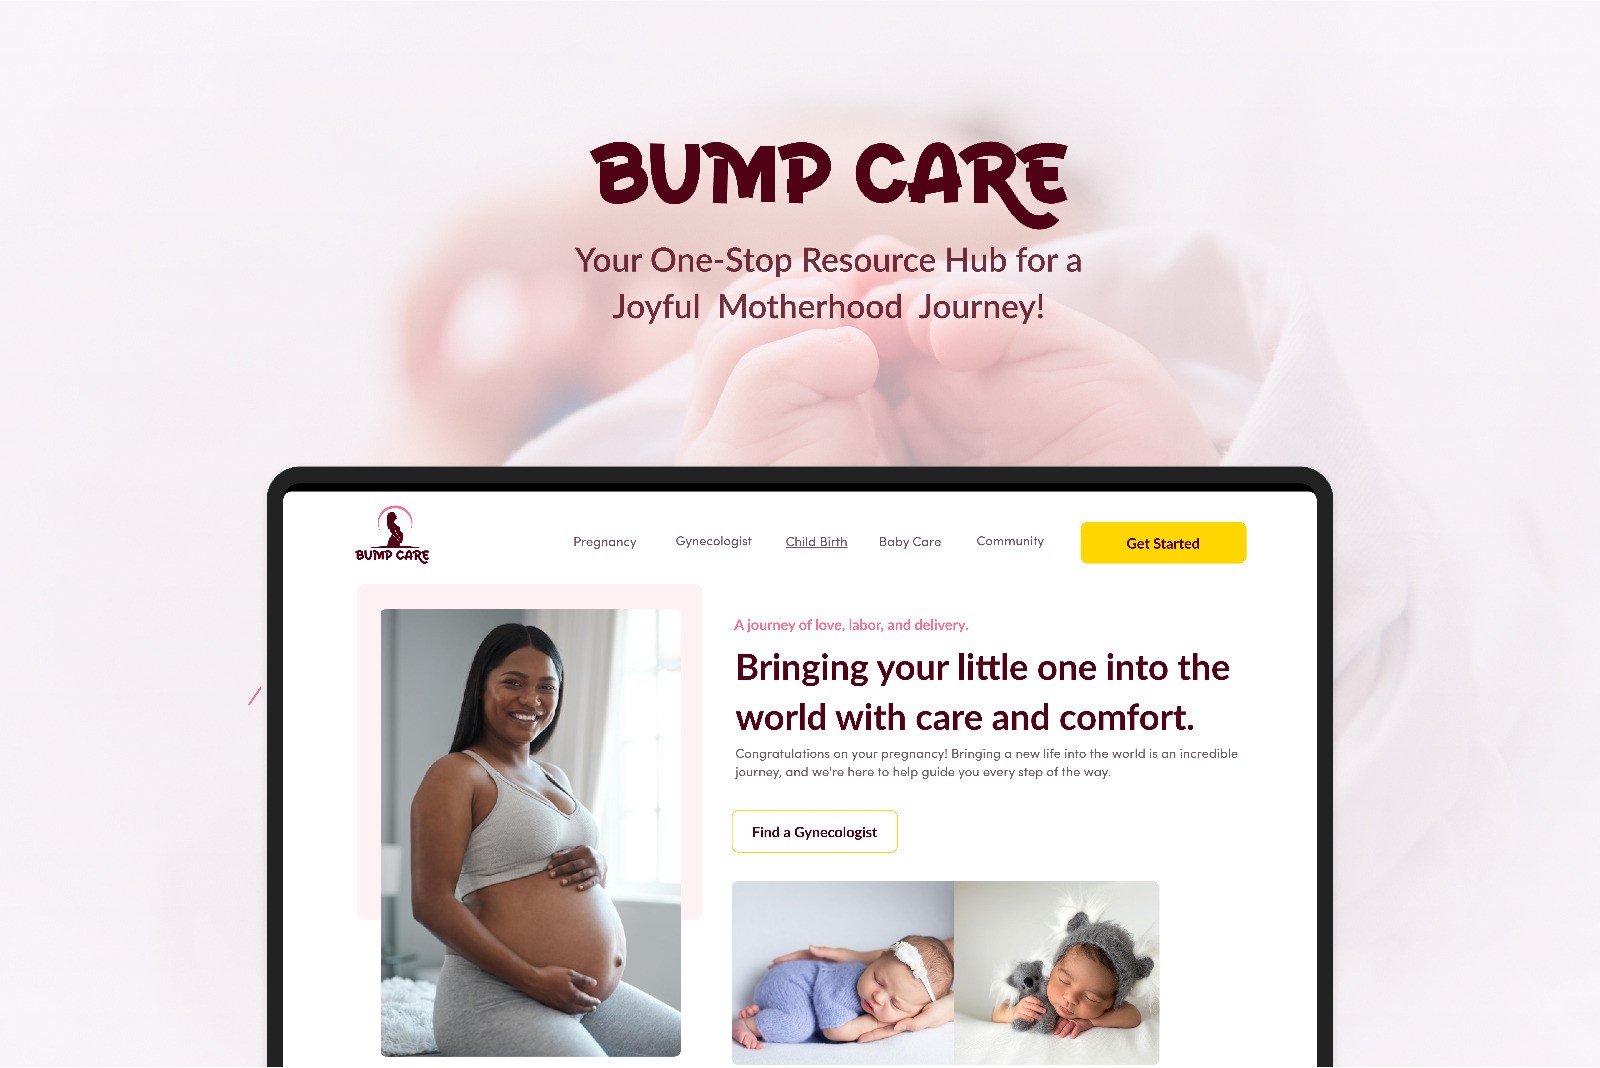 BUMP CARE
Your One-Stop Resource Hub for a
Joyful Motherhood Journey!
BUMP CARE
Pregnancy Gynecologist Child Birth Baby Care Community Get Started
A journey of love, labor, and delivery.
Bringing your little one into the
world with care and comfort.
Congratulations on your pregnancy! Bringing a new life into the world is an incredible
journey, and we're here to help guide you every step of the way.
Find a Gynecologist